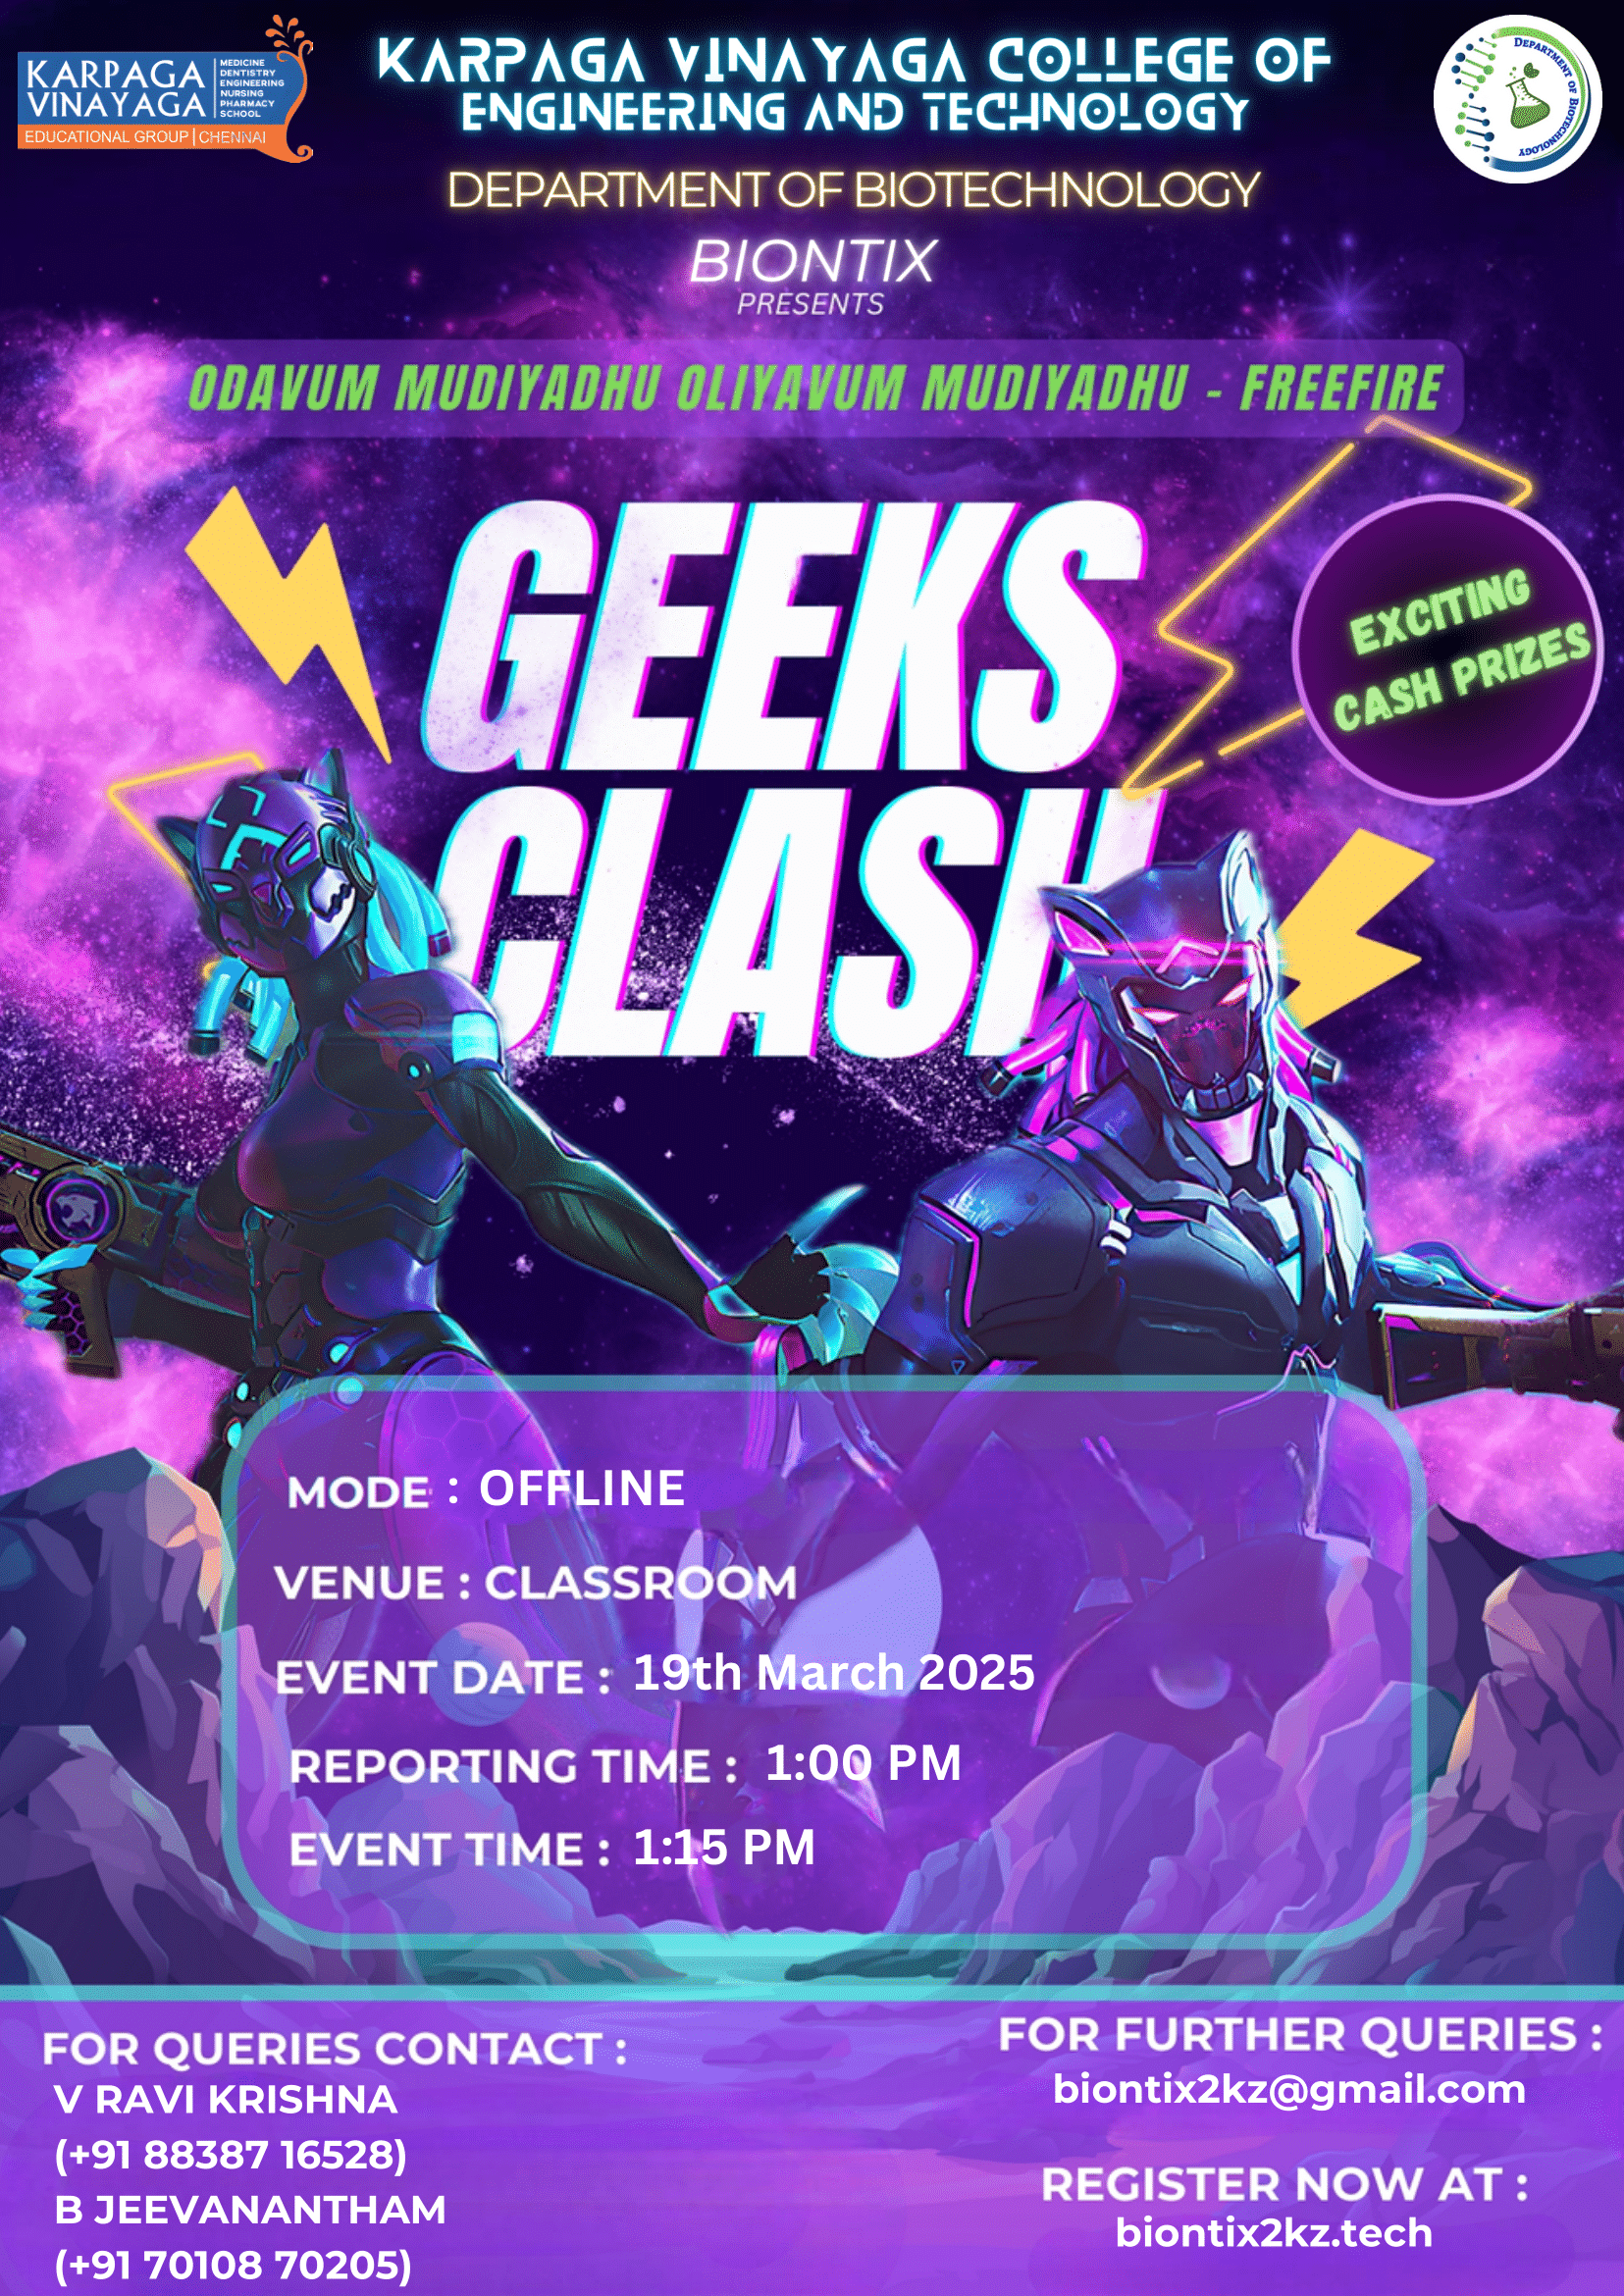 KARPAGA
VINAYAGA
MEDICINE
DENTISTRY
ENGINEERING
NURSING
PHARMACY
SCHOOL
EDUCATIONAL GROUP | CHENNAI
KARPAGA VINAYAGA COLLEGE OF
ENGINEERING AND TECHNOLOGY
DEPARTMENT OF BIOTECHNOLOGY
DEPARTMENT OF BIOTECHNOLOGY
BIONTIX
PRESENTS
ODAVUM MUDIYADHU OLIYAVUM MUDIYADHU - FREEFIRE
GEEKS
CLASH
EXCITING
CASH PRIZES
MODE : OFFLINE
VENUE : CLASSROOM
EVENT DATE : 19th March 2025
REPORTING TIME : 1:00 PM
EVENT TIME : 1:15 PM
FOR QUERIES CONTACT :
V RAVI KRISHNA
(+91 88387 16528)
B JEEVANANTHAM
(+91 70108 70205)
FOR FURTHER QUERIES :
biontix2kz@gmail.com
REGISTER NOW AT :
biontix2kz.tech